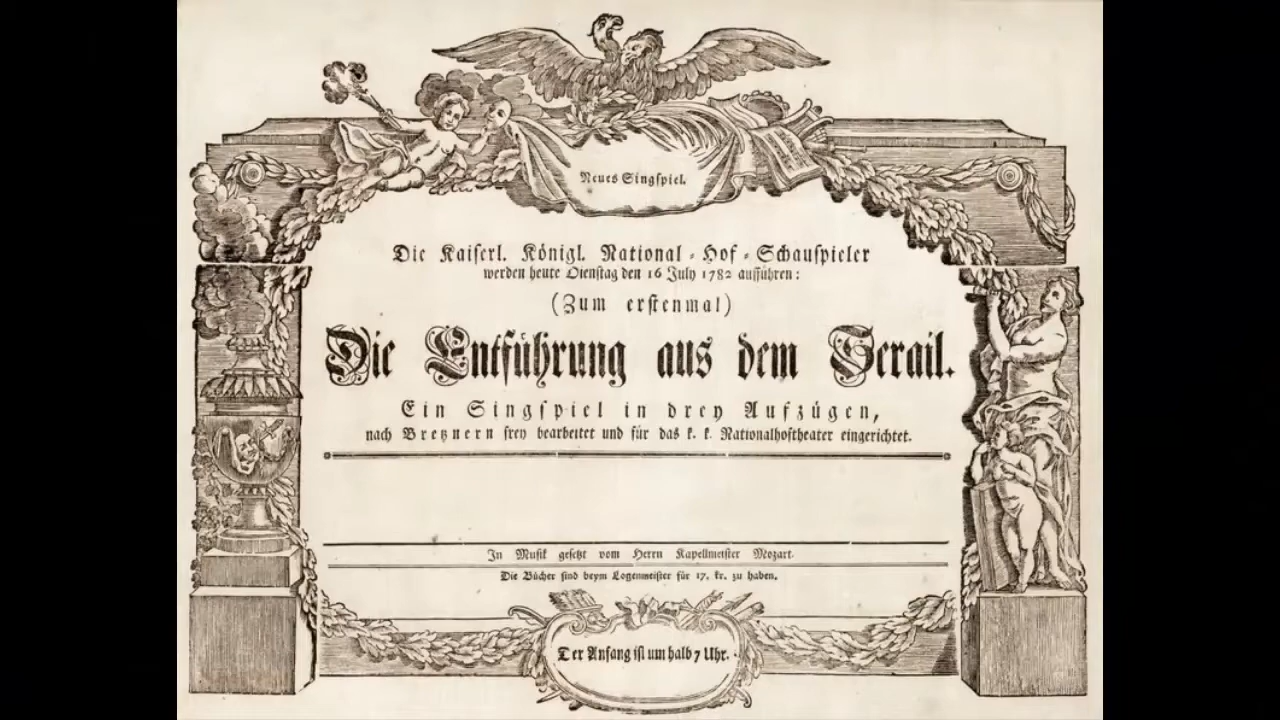 Neues Singspiel.
Die Kaiserl. Königl. National-Hof-Schauspieler
werden heute Dienstag den 16 July 1782 aufführen:
(Zum erstenmal)
Die Entführung aus dem Serail.
Ein Singspiel in drey Aufzügen,
nach Bretznern frey bearbeitet und für das k. k. Nationalhoftheater eingerichtet.
In Musik gesetzt vom Herrn Kapellmeister Mozart.
Die Bücher sind beym Logenmeister für 17. kr. zu haben.
Der Anfang ist um halb 7 Uhr.